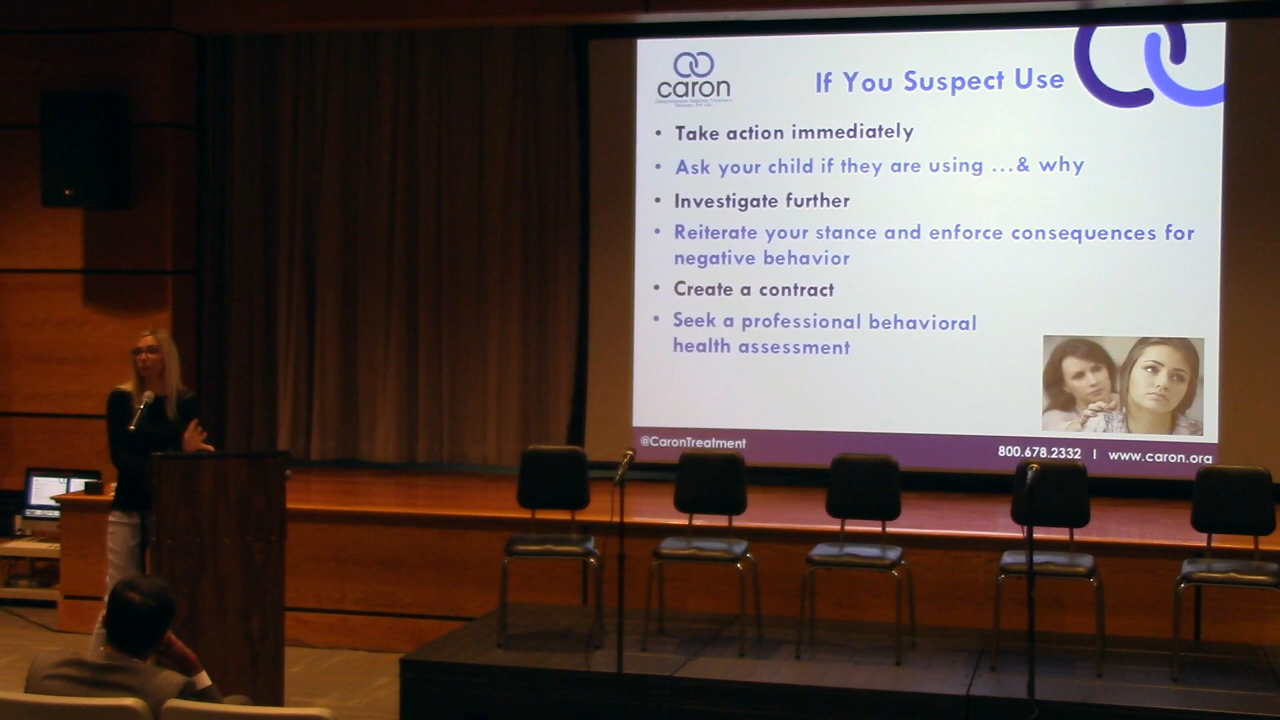 caron
If You Suspect Use
• Take action immediately
• Ask your child if they are using ...& why
• Investigate further
• Reiterate your stance and enforce consequences for
negative behavior
• Create a contract
• Seek a professional behavioral
health assessment
@CaronTreatment
800.678.2332 | www.caron.org